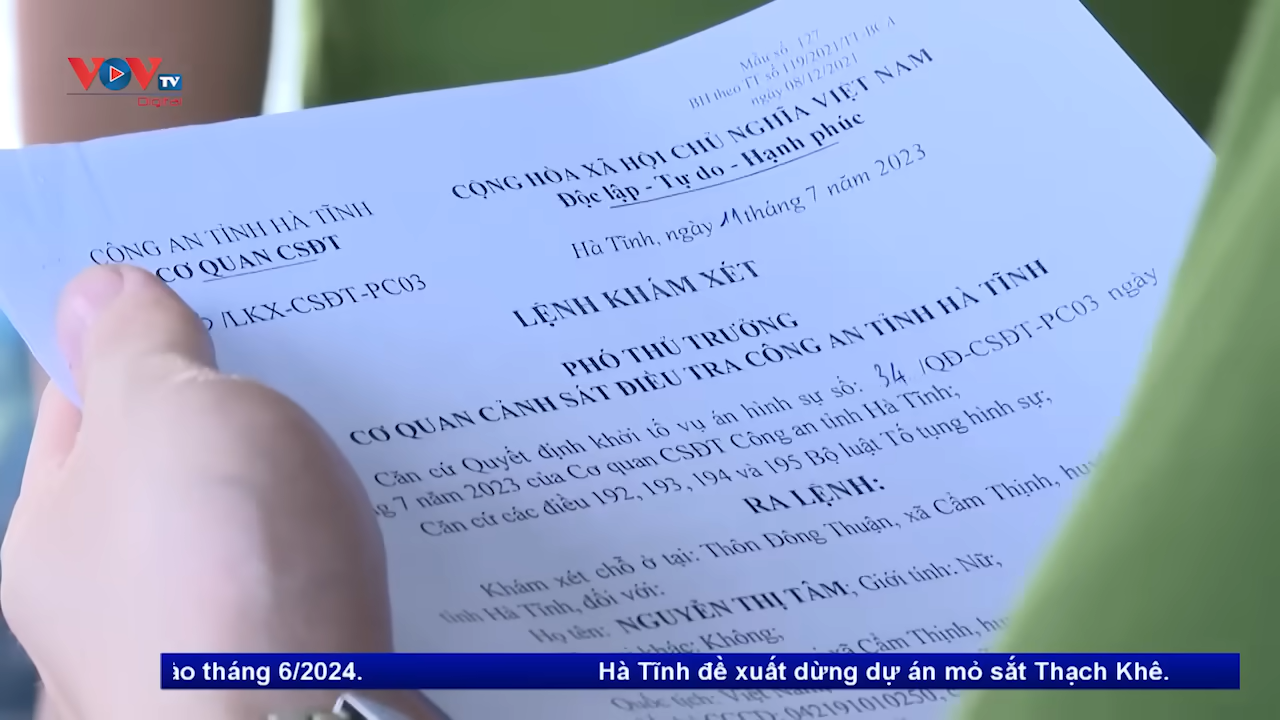 VOV TV
Digital
Mẫu số 127
BH theo TT số 119/2021/TT-BCA
ngày 08/12/2021
CỘNG HÒA XÃ HỘI CHỦ NGHĨA VIỆT NAM
Độc lập - Tự do - Hạnh phúc
CÔNG AN TỈNH HÀ TĨNH
CƠ QUAN CSĐT
/LKX-CSĐT-PC03
Hà Tĩnh, ngày 11 tháng 7 năm 2023
LỆNH KHÁM XÉT
PHÓ THỦ TRƯỞNG
CƠ QUAN CẢNH SÁT ĐIỀU TRA CÔNG AN TỈNH HÀ TĨNH
Căn cứ Quyết định khởi tố vụ án hình sự số: 34 /QĐ-CSĐT-PC03 ngày
7 năm 2023 của Cơ quan CSĐT Công an tỉnh Hà Tĩnh;
Căn cứ các điều 192, 193, 194 và 195 Bộ luật Tố tụng hình sự;
RA LỆNH:
Khám xét chỗ ở tại: Thôn Đông Thuận, xã Cẩm Thịnh,
tỉnh Hà Tĩnh, đối với:
Họ tên: NGUYỄN THỊ TÂM; Giới tính: Nữ;
khác: Không;
xã Cẩm Thịnh,
ào tháng 6/2024. Hà Tĩnh đề xuất dừng dự án mỏ sắt Thạch Khê.
Quốc tịch: Việt Nam
CCCD: 042191010250,